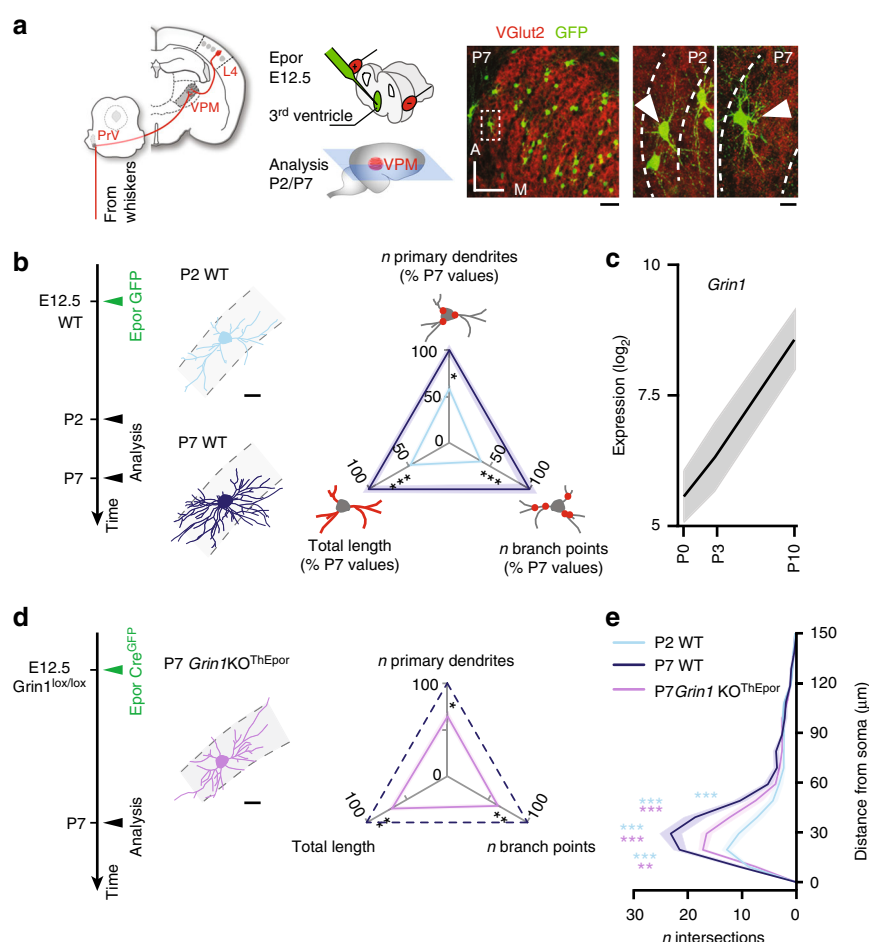 a
L4
VPM
PrV
From
whiskers
Epor
E12.5
3rd ventricle
Analysis
P2/P7
VPM
VGlut2 GFP
P7
A
M
P2
P7
b
E12.5
WT
Epor GFP
P2
P7
Analysis
Time
P2 WT
P7 WT
n primary dendrites
(% P7 values)
100
50
0
*
50
100
***
50
100
***
Total length
(% P7 values)
n branch points
(% P7 values)
c
Grin1
10
7.5
5
Expression (log2)
P0
P3
P10
d
E12.5
Grin1lox/lox
Epor CreGFP
P7
Analysis
Time
P7 Grin1KOThEpor
n primary dendrites
100
0
*
100
**
100
**
Total length
n branch points
e
P2 WT
P7 WT
P7Grin1 KOThEpor
150
120
90
60
30
0
Distance from soma (µm)
***
***
***
***
***
***
**
30 20 10 0
n intersections